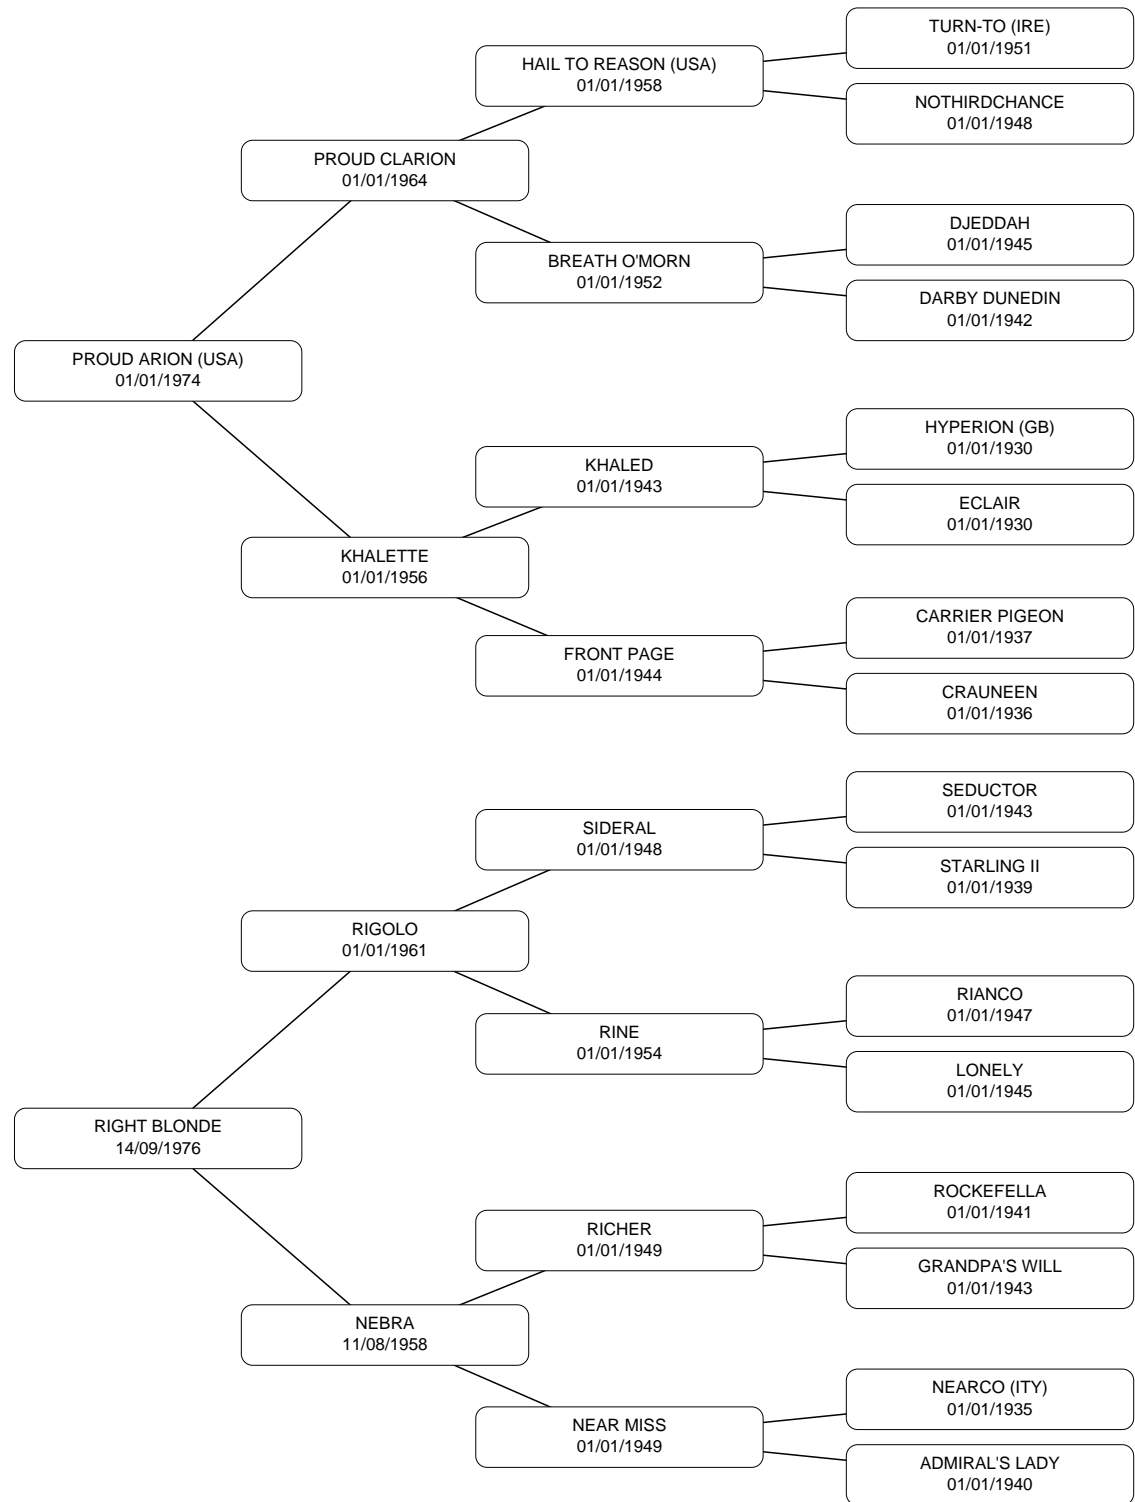 TURN-TO (IRE)
01/01/1951
HAIL TO REASON (USA)
01/01/1958
NOTHIRDCHANCE
01/01/1948
PROUD CLARION
01/01/1964
DJEDDAH
01/01/1945
BREATH O'MORN
01/01/1952
DARBY DUNEDIN
01/01/1942
PROUD ARION (USA)
01/01/1974
HYPERION (GB)
01/01/1930
KHALED
01/01/1943
ECLAIR
01/01/1930
KHALETTE
01/01/1956
CARRIER PIGEON
01/01/1937
FRONT PAGE
01/01/1944
CRAUNEEN
01/01/1936
SEDUCTOR
01/01/1943
SIDERAL
01/01/1948
STARLING II
01/01/1939
RIGOLO
01/01/1961
RIANCO
01/01/1947
RINE
01/01/1954
LONELY
01/01/1945
RIGHT BLONDE
14/09/1976
ROCKEFELLA
01/01/1941
RICHER
01/01/1949
GRANDPA'S WILL
01/01/1943
NEBRA
11/08/1958
NEARCO (ITY)
01/01/1935
NEAR MISS
01/01/1949
ADMIRAL'S LADY
01/01/1940